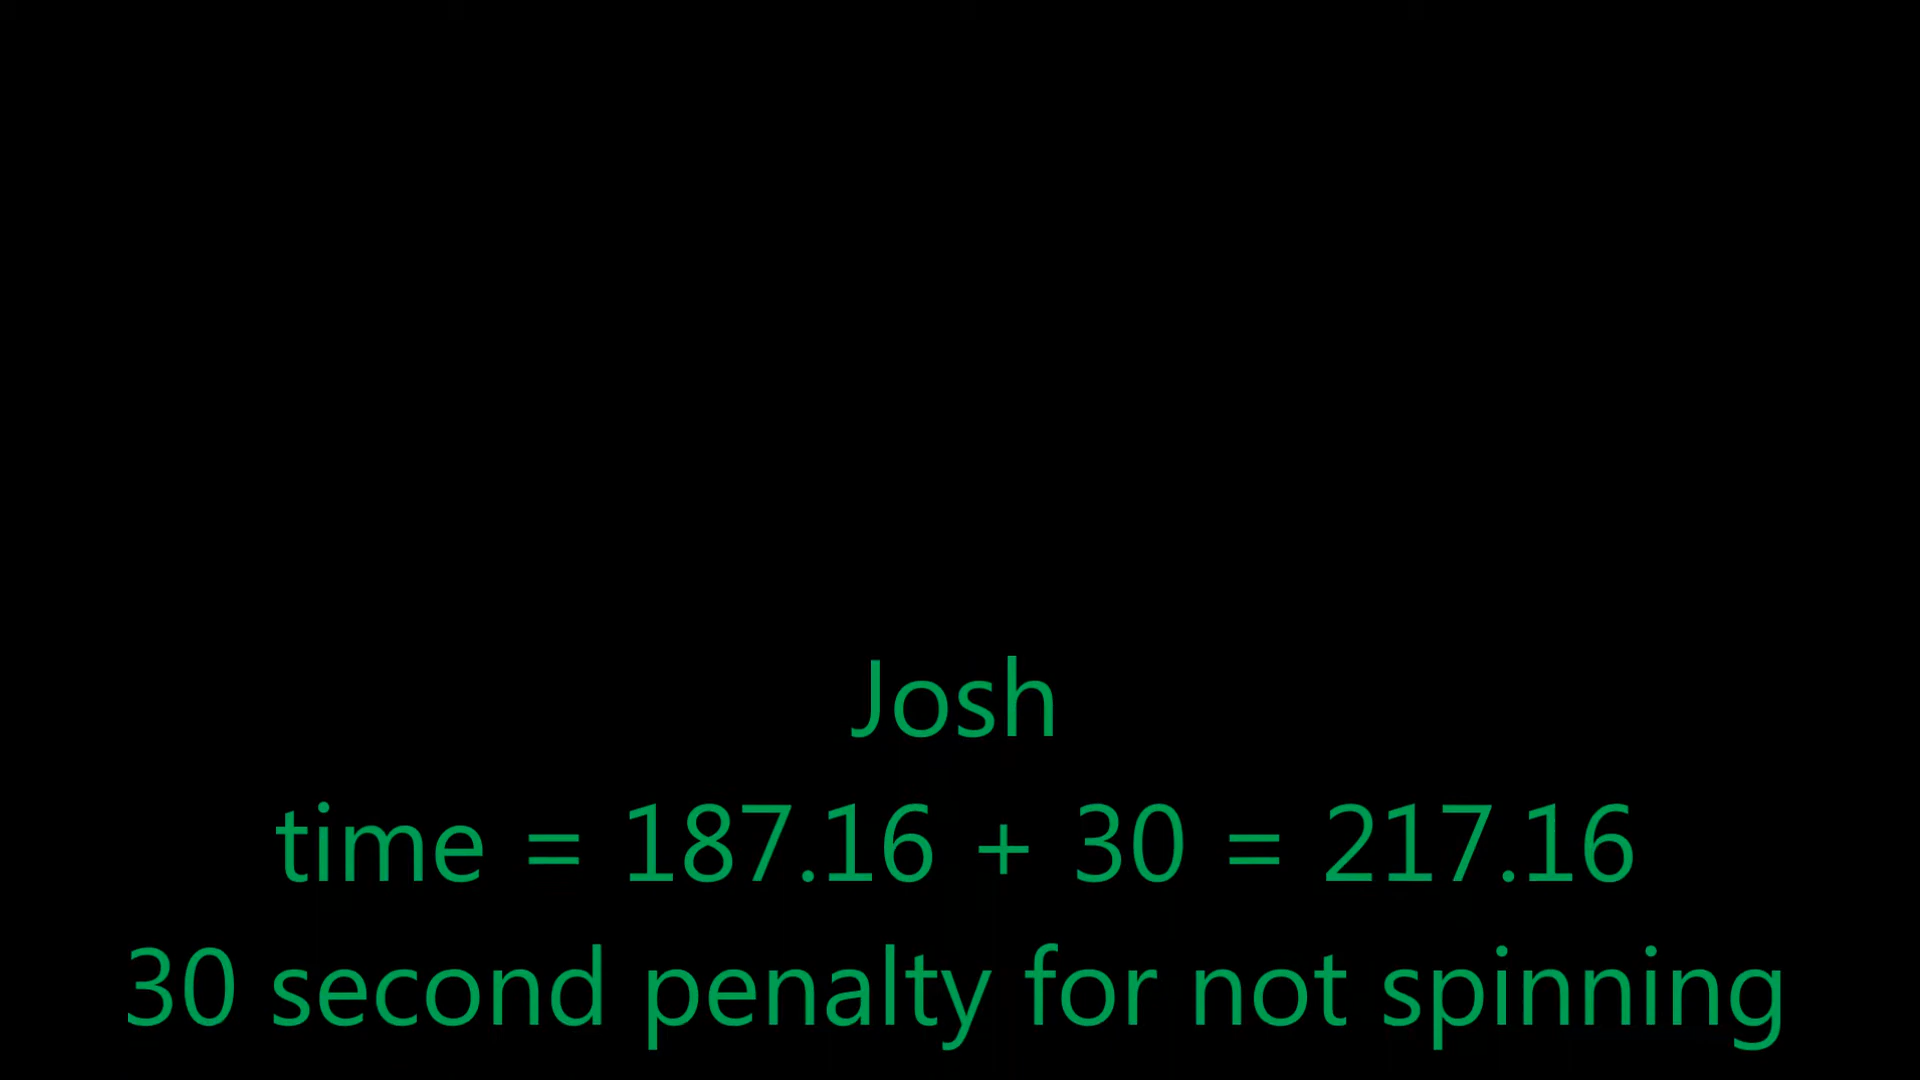 Josh
time = 187.16 + 30 = 217.16
30 second penalty for not spinning